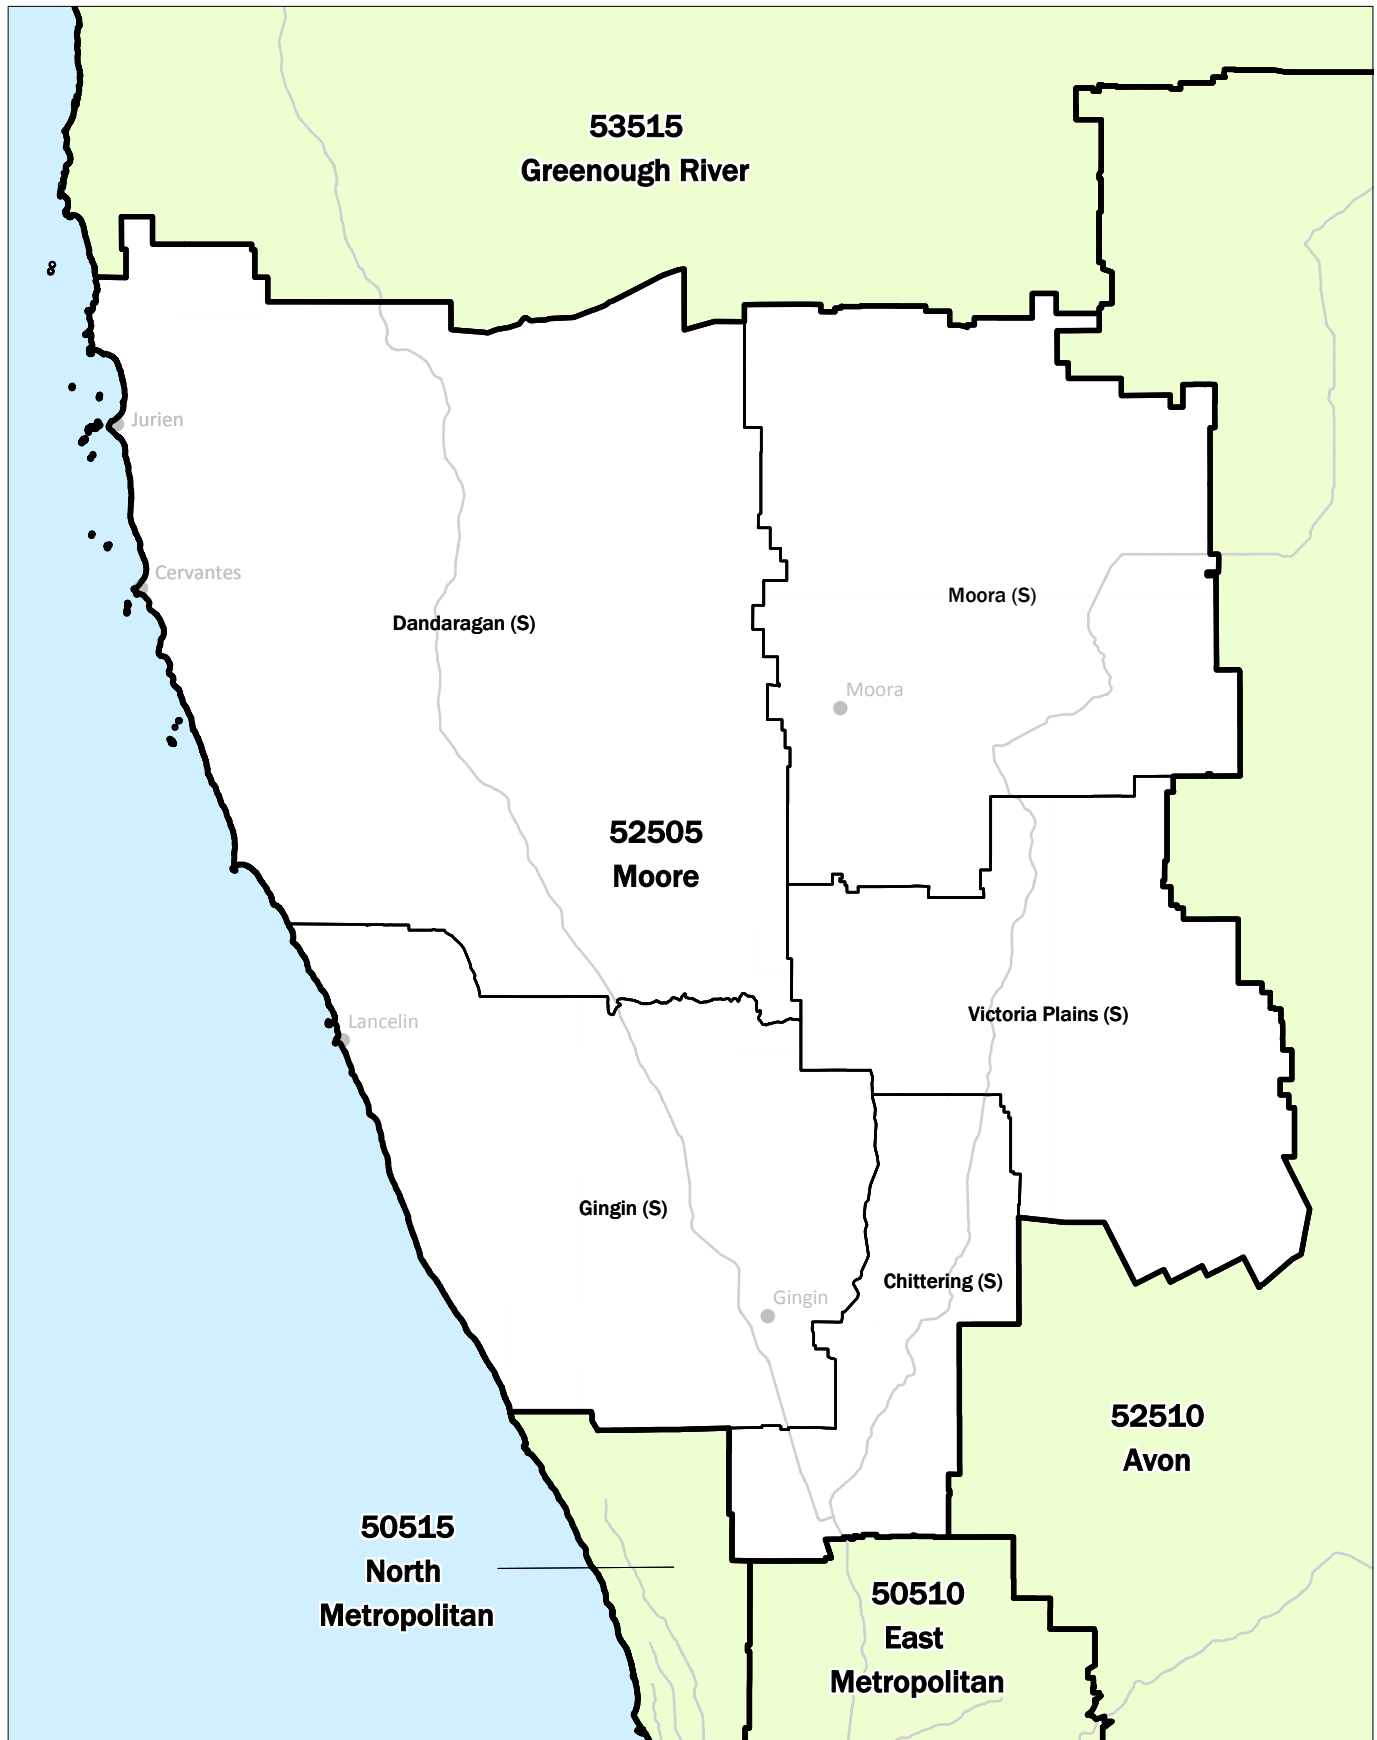 53515
Greenough River
Jurien
Cervantes
Moora (S)
Dandaragan (S)
Moora
52505
Moore
Victoria Plains (S)
Lancelin
Gingin (S)
Chittering (S)
Gingin
52510
Avon
50515
North
Metropolitan
50510
East
Metropolitan